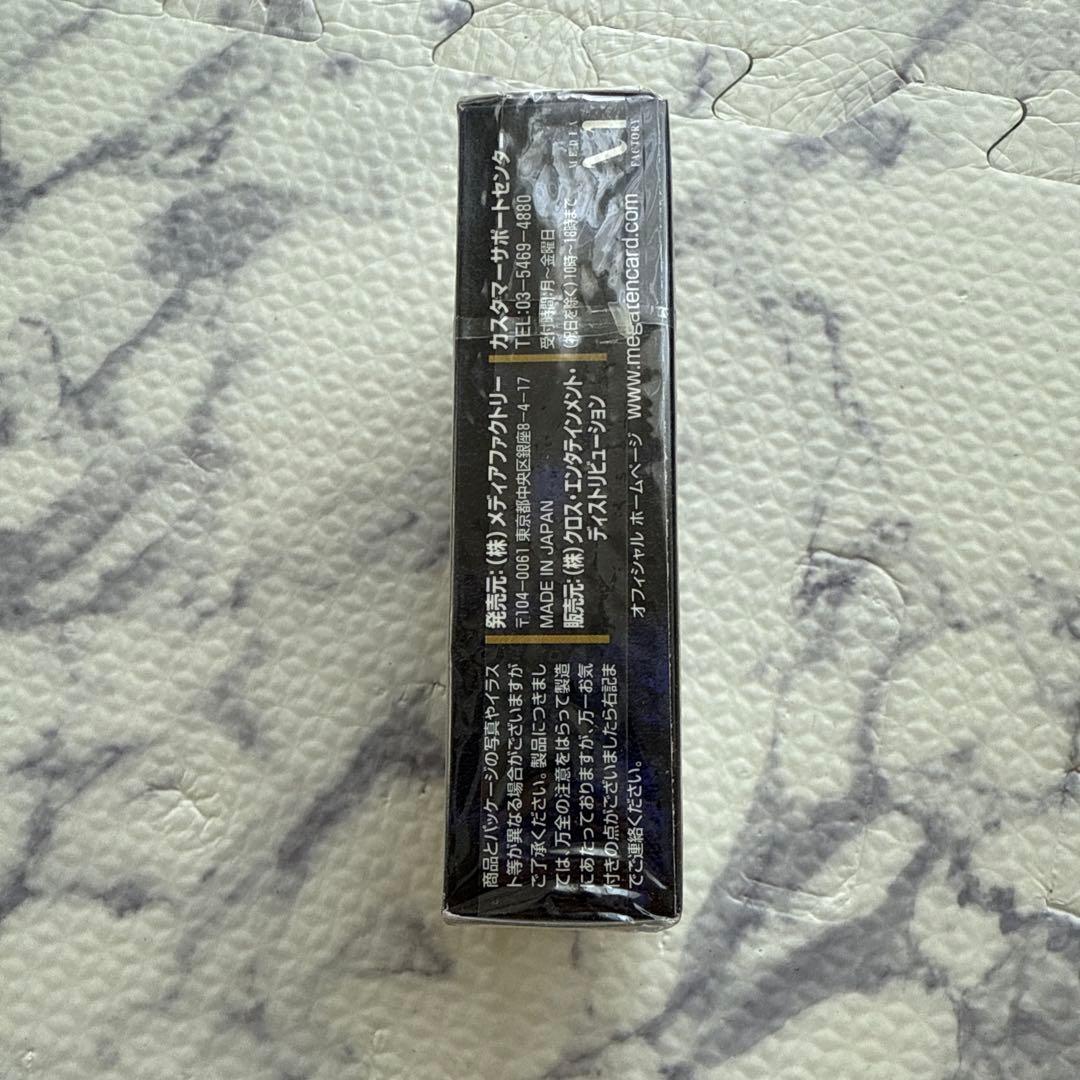 商品とパッケージの写真やイラス
ト等が異なる場合がございますが
ご了承ください。製品につきまし
ては、万全の注意をはらって製造
にあたっておりますが、万一お気
付きの点がございましたら右記ま
でご連絡ください。
発売元:(株)メディアファクトリー
〒104-0061 東京都中央区銀座8-4-17
MADE IN JAPAN
販売元:(株)クロス・エンタテインメント・
ディストリビューション
カスタマーサポートセンター
TEL:03-5469-4880
受付時間:月〜金曜日
(祝日を除く)10時〜18時まで
オフィシャル ホームページ www.megatencard.com
MEDIA
FACTORY